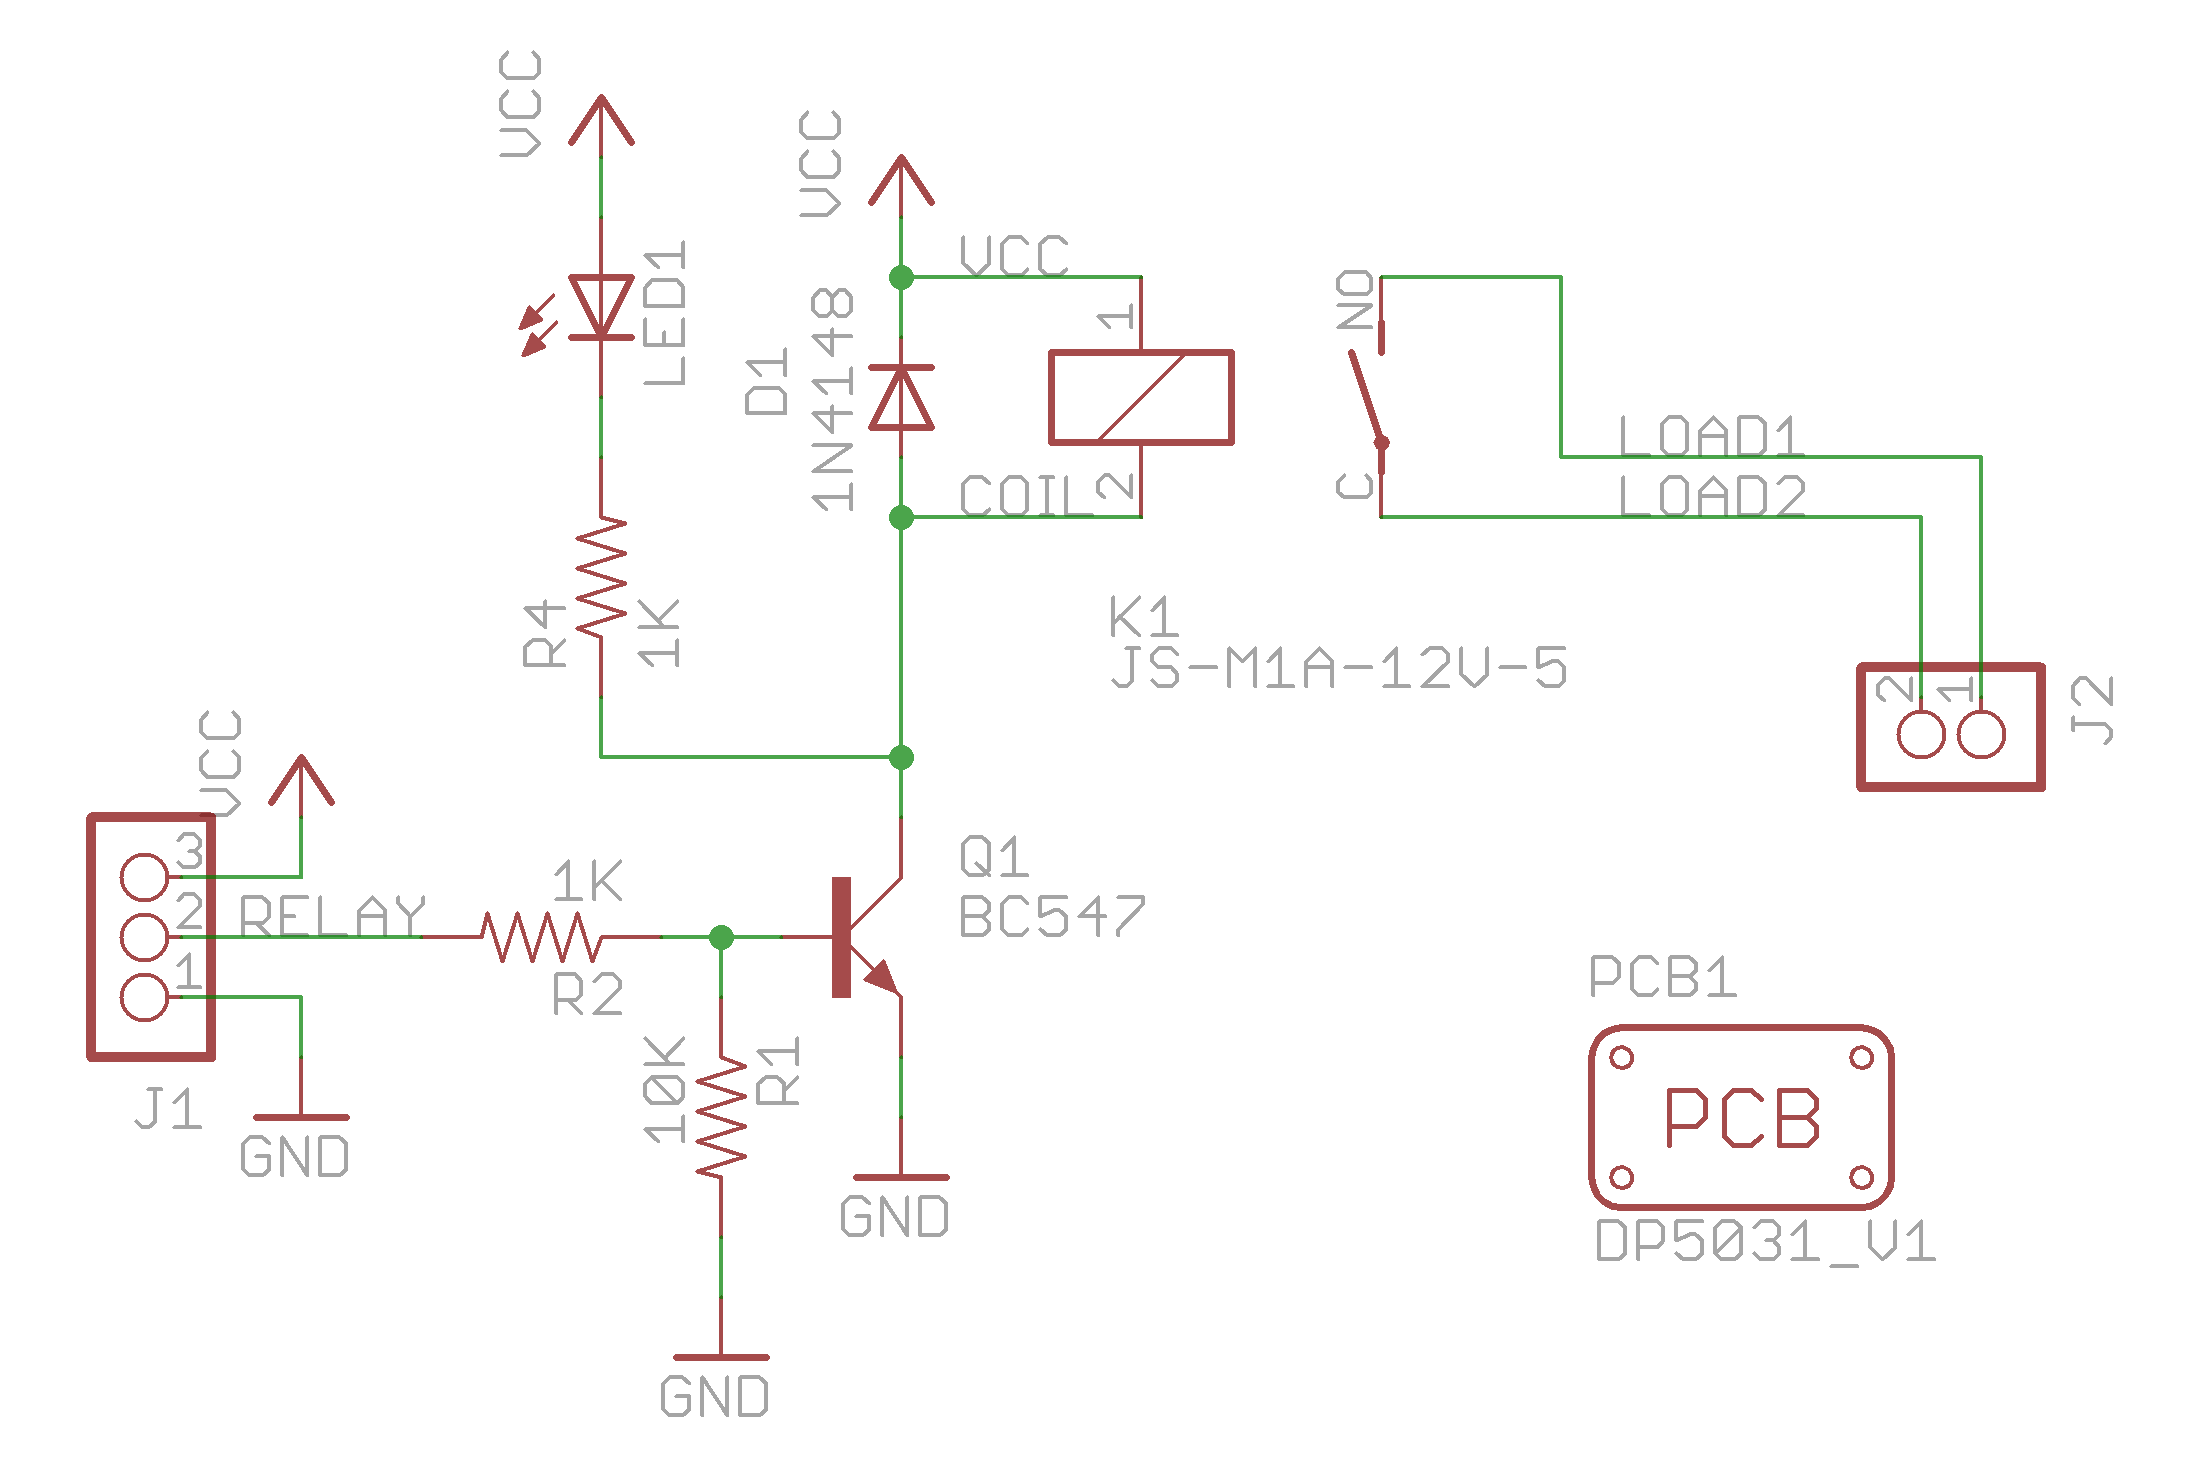 VCC
VCC
VCC
LED1
1
NO
D1
1N4148
LOAD1
COIL
2
C
LOAD2
R4
1K
K1
JS-M1A-12V-5
2
1
J2
VCC
3
2
RELAY
1
1K
R2
Q1
BC547
J1
GND
10K
R1
PCB1
PCB
DP5031_V1
GND
GND